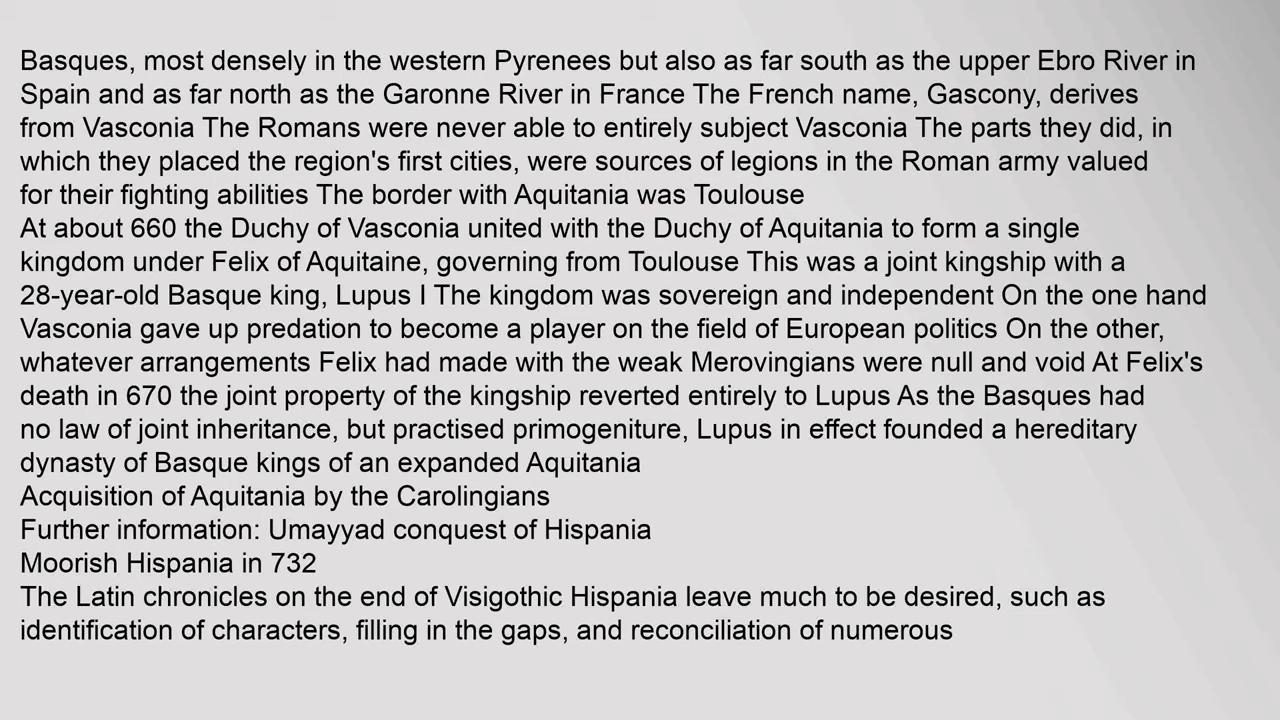 Basques, most densely in the western Pyrenees but also as far south as the upper Ebro River in
Spain and as far north as the Garonne River in France The French name, Gascony, derives
from Vasconia The Romans were never able to entirely subject Vasconia The parts they did, in
which they placed the region's first cities, were sources of legions in the Roman army valued
for their fighting abilities The border with Aquitania was Toulouse
At about 660 the Duchy of Vasconia united with the Duchy of Aquitania to form a single
kingdom under Felix of Aquitaine, governing from Toulouse This was a joint kingship with a
28-year-old Basque king, Lupus I The kingdom was sovereign and independent On the one hand
Vasconia gave up predation to become a player on the field of European politics On the other,
whatever arrangements Felix had made with the weak Merovingians were null and void At Felix's
death in 670 the joint property of the kingship reverted entirely to Lupus As the Basques had
no law of joint inheritance, but practised primogeniture, Lupus in effect founded a hereditary
dynasty of Basque kings of an expanded Aquitania
Acquisition of Aquitania by the Carolingians
Further information: Umayyad conquest of Hispania
Moorish Hispania in 732
The Latin chronicles on the end of Visigothic Hispania leave much to be desired, such as
identification of characters, filling in the gaps, and reconciliation of numerous